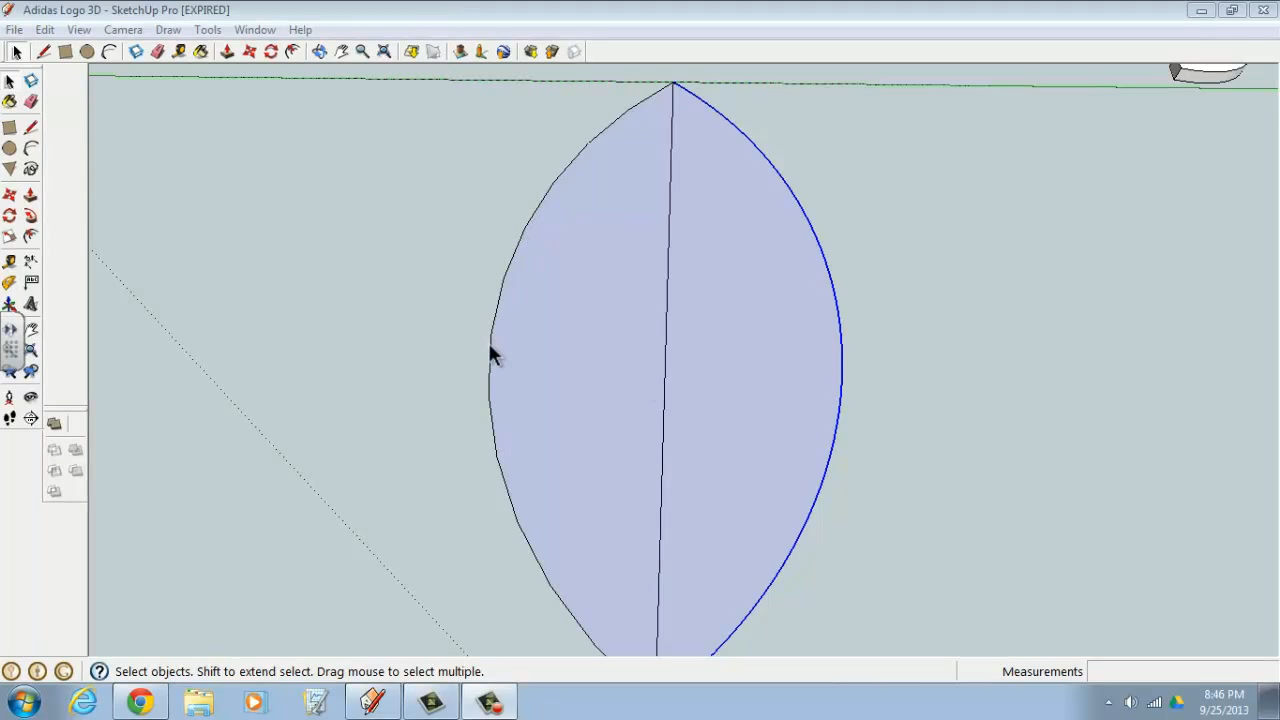 Adidas Logo 3D - SketchUp Pro [EXPIRED]
File Edit View Camera Draw Tools Window Help
Select objects. Shift to extend select. Drag mouse to select multiple.
Measurements
8:46 PM
9/25/2013